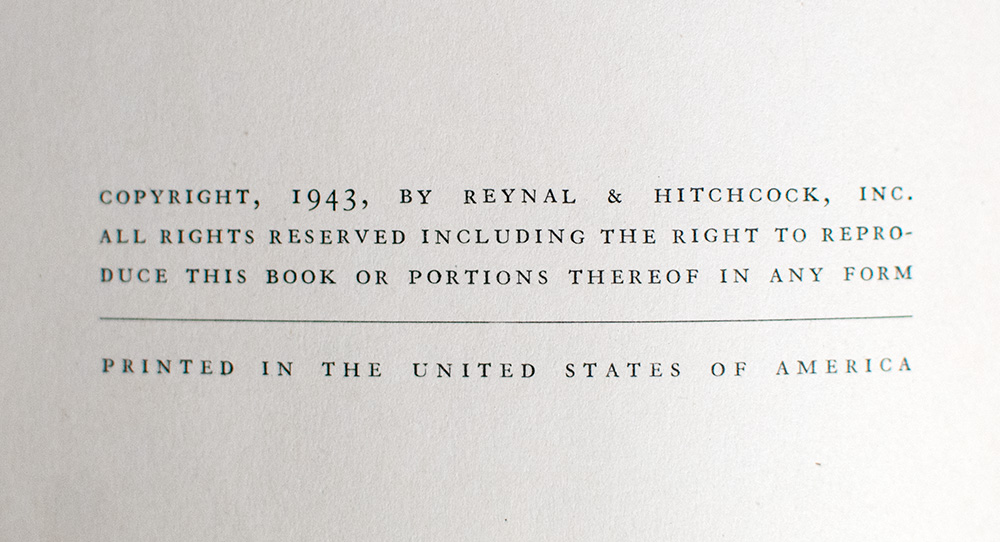 COPYRIGHT, 1943, BY REYNAL & HITCHCOCK, INC.
ALL RIGHTS RESERVED INCLUDING THE RIGHT TO REPRO-
DUCE THIS BOOK OR PORTIONS THEREOF IN ANY FORM
PRINTED IN THE UNITED STATES OF AMERICA